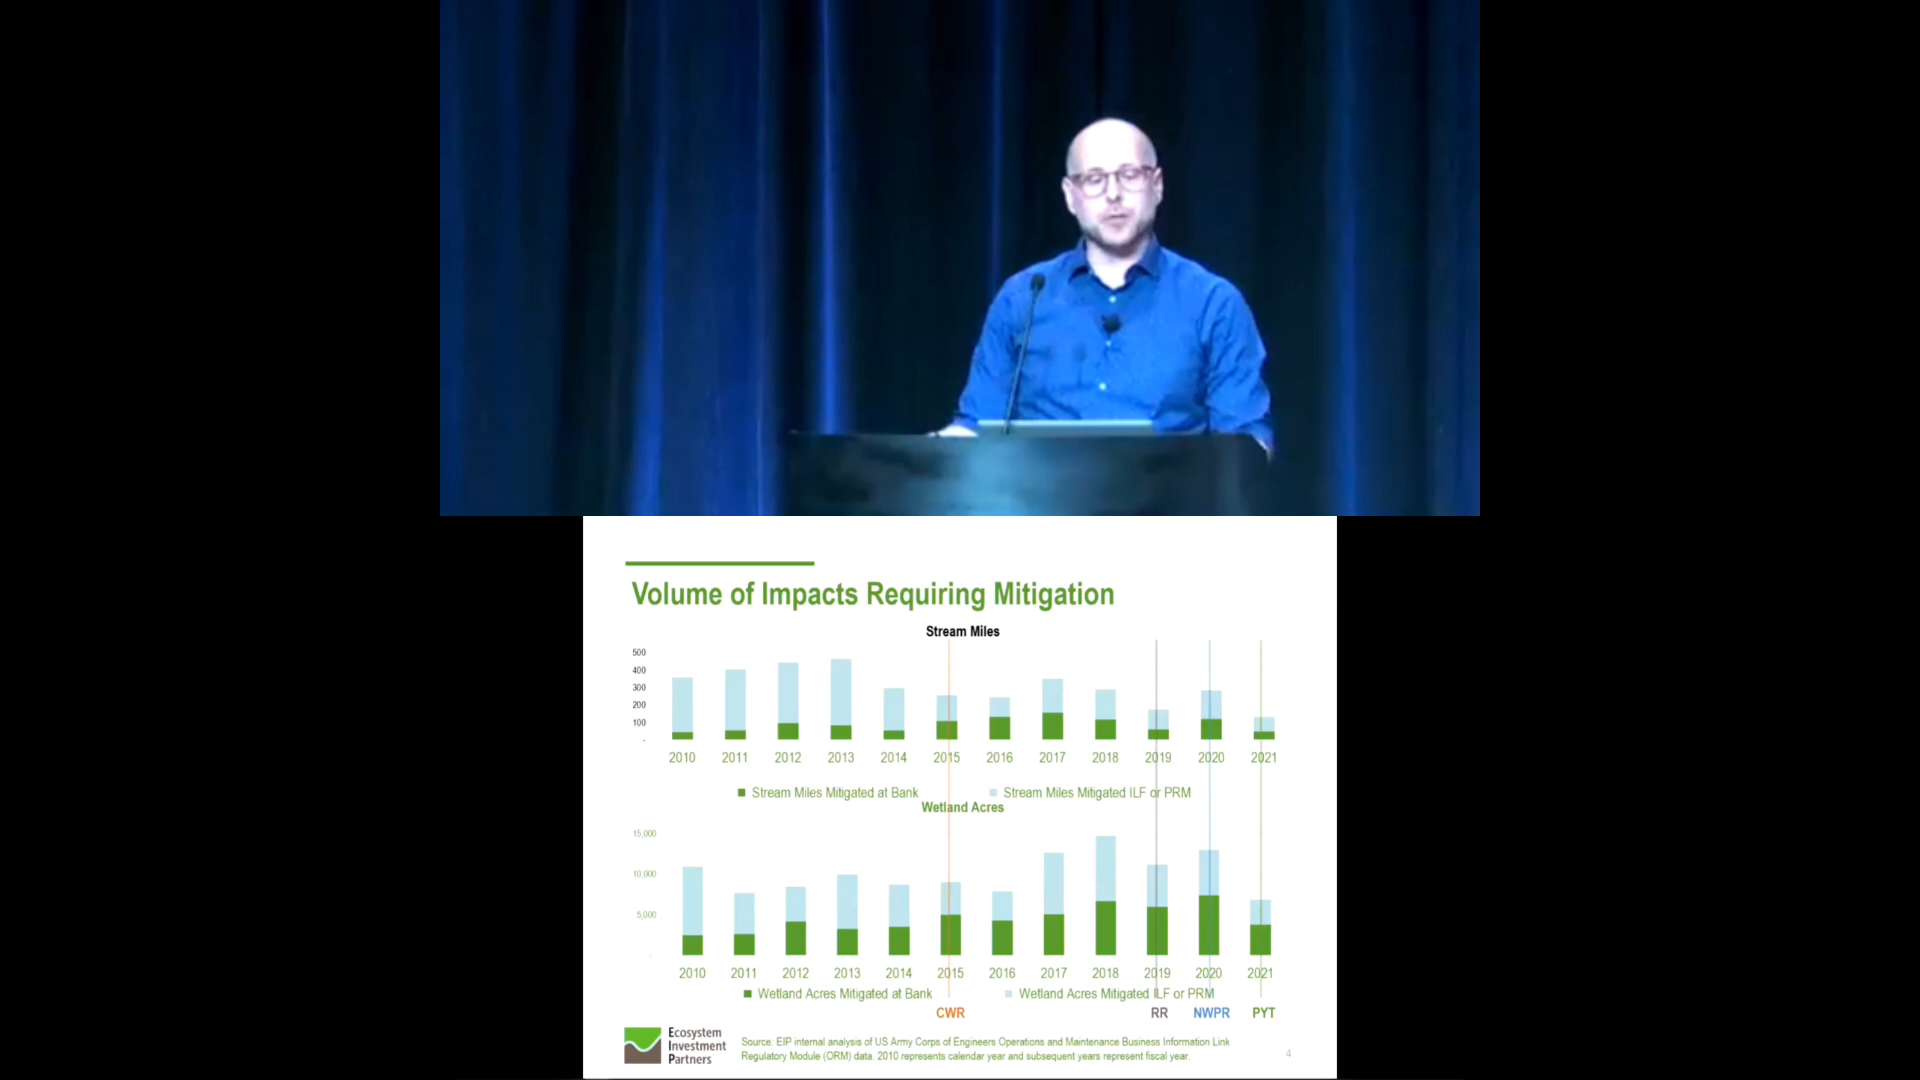 Volume of Impacts Requiring Mitigation
Stream Miles
500
400
300
200
100
-
2010 2011 2012 2013 2014 2015 2016 2017 2018 2019 2020 2021
Stream Miles Mitigated at Bank Stream Miles Mitigated ILF or PRM
Wetland Acres
15,000
10,000
5,000
-
2010 2011 2012 2013 2014 2015 2016 2017 2018 2019 2020 2021
Wetland Acres Mitigated at Bank Wetland Acres Mitigated ILF or PRM
CWR RR NWPR PYT
Ecosystem
Investment
Partners
Source: EIP internal analysis of US Army Corps of Engineers Operations and Maintenance Business Information Link
Regulatory Module (ORM) data. 2010 represents calendar year and subsequent years represent fiscal year.
4